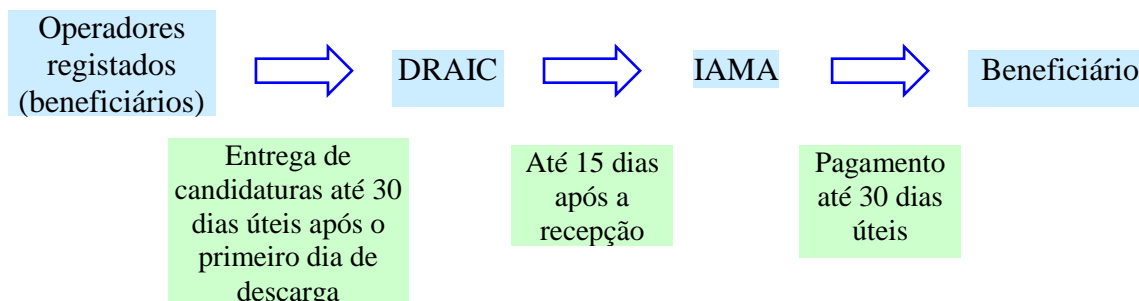 Operadores
registados
(beneficiários)
DRAIC
IAMA
Beneficiário
Entrega de
candidaturas até 30
dias úteis após o
primeiro dia de
descarga
Até 15 dias
após a
recepção
Pagamento
até 30 dias
úteis